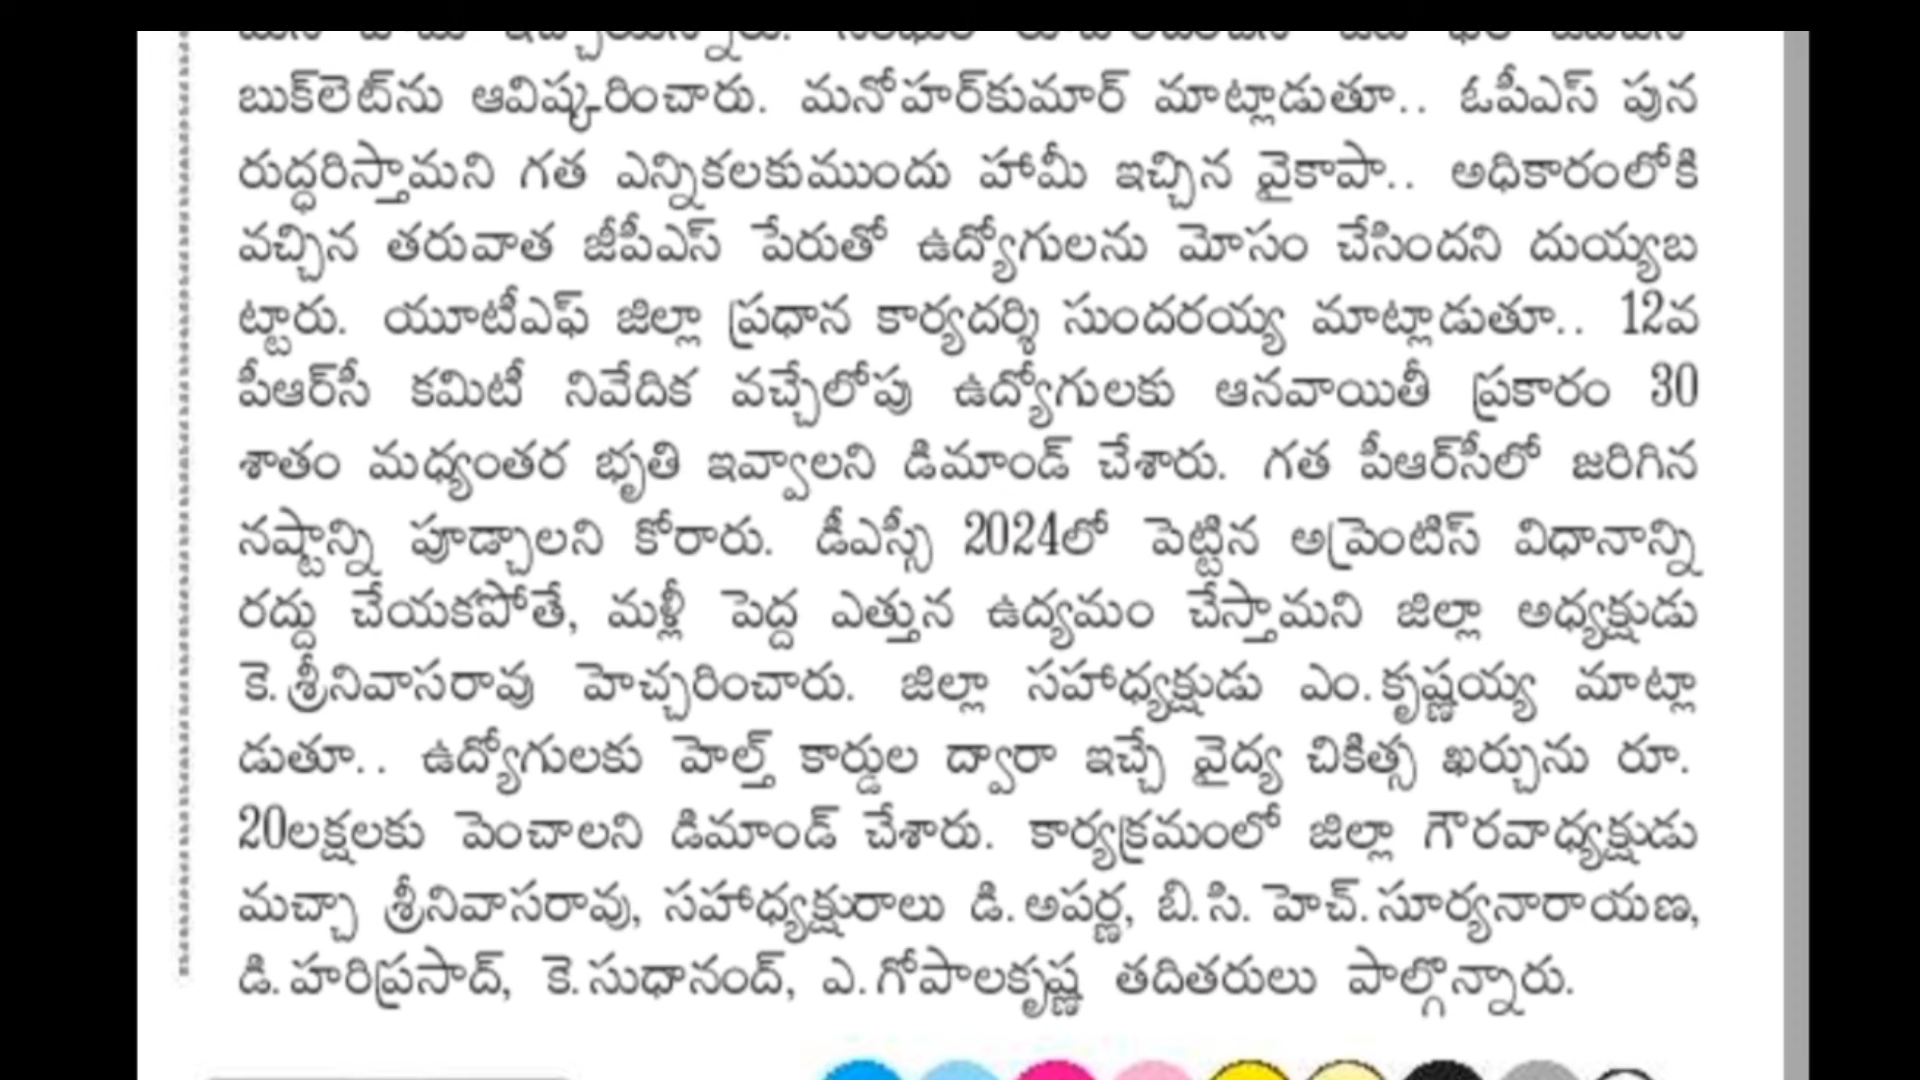 బుక్‌లెట్‌ను ఆవిష్కరించారు. మనోహర్‌కుమార్ మాట్లాడుతూ.. ఓపీఎస్ పున
రుద్ధరిస్తామని గత ఎన్నికలకుముందు హామీ ఇచ్చిన వైకాపా.. అధికారంలోకి
వచ్చిన తరువాత జీపీఎస్ పేరుతో ఉద్యోగులను మోసం చేసిందని దుయ్యబ
ట్టారు. యూటీఎఫ్ జిల్లా ప్రధాన కార్యదర్శి సుందరయ్య మాట్లాడుతూ.. 12వ
పీఆర్‌సీ కమిటీ నివేదిక వచ్చేలోపు ఉద్యోగులకు ఆనవాయితీ ప్రకారం 30
శాతం మధ్యంతర భృతి ఇవ్వాలని డిమాండ్ చేశారు. గత పీఆర్‌సీలో జరిగిన
నష్టాన్ని పూడ్చాలని కోరారు. డీఎస్సీ 2024లో పెట్టిన అప్రెంటిస్ విధానాన్ని
రద్దు చేయకపోతే, మళ్లీ పెద్ద ఎత్తున ఉద్యమం చేస్తామని జిల్లా అధ్యక్షుడు
కె.శ్రీనివాసరావు హెచ్చరించారు. జిల్లా సహాధ్యక్షుడు ఎం.కృష్ణయ్య మాట్లా
డుతూ.. ఉద్యోగులకు హెల్త్ కార్డుల ద్వారా ఇచ్చే వైద్య చికిత్స ఖర్చును రూ.
20లక్షలకు పెంచాలని డిమాండ్ చేశారు. కార్యక్రమంలో జిల్లా గౌరవాధ్యక్షుడు
మచ్చా శ్రీనివాసరావు, సహాధ్యక్షురాలు డి.అపర్ణ, బి.సి.హెచ్.సూర్యనారాయణ,
డి.హరిప్రసాద్, కె.సుధానంద్, ఎ.గోపాలకృష్ణ తదితరులు పాల్గొన్నారు.